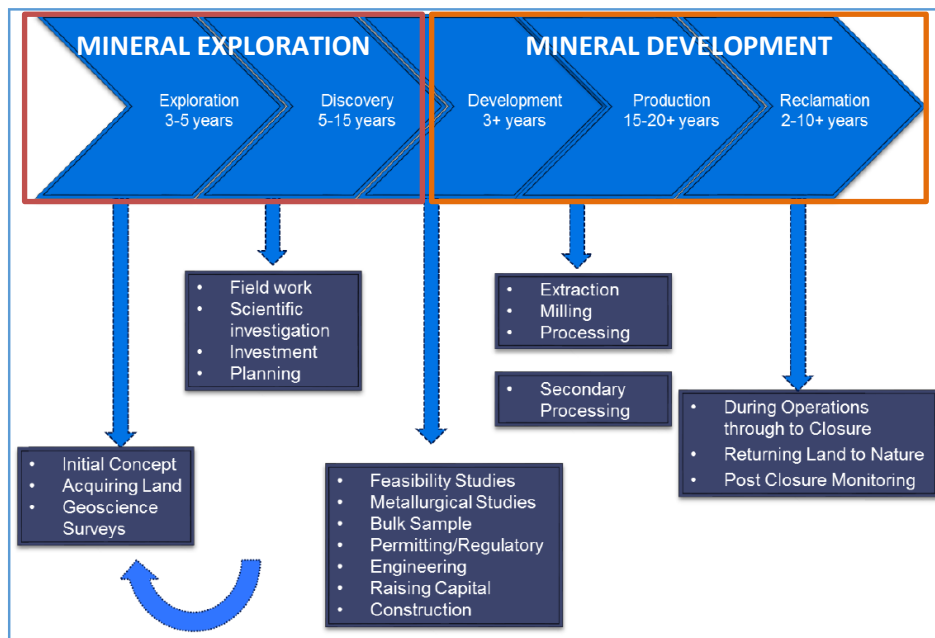 MINERAL EXPLORATION
MINERAL DEVELOPMENT
Exploration
3-5 years
Discovery
5-15 years
Development
3+ years
Production
15-20+ years
Reclamation
2-10+ years
• Field work
• Scientific
investigation
• Investment
• Planning
• Extraction
• Milling
• Processing
• Secondary
Processing
• During Operations
through to Closure
• Returning Land to Nature
• Post Closure Monitoring
• Initial Concept
• Acquiring Land
• Geoscience
Surveys
• Feasibility Studies
• Metallurgical Studies
• Bulk Sample
• Permitting/Regulatory
• Engineering
• Raising Capital
• Construction